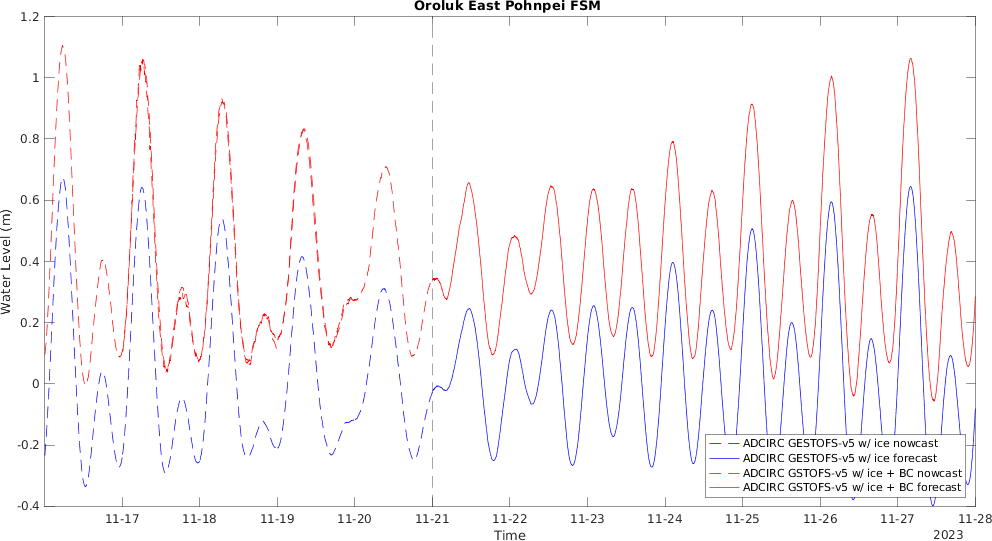 Oroluk East Pohnpei FSM
1.2
1
0.8
0.6
0.4
0.2
0
-0.2
-0.4
Water Level (m)
ADCIRC GESTOFS-v5 w/ ice nowcast
ADCIRC GESTOFS-v5 w/ ice forecast
ADCIRC GSTOFS-v5 w/ ice + BC nowcast
ADCIRC GSTOFS-v5 w/ ice + BC forecast
11-17 11-18 11-19 11-20 11-21 11-22 11-23 11-24 11-25 11-26 11-27 11-28
Time
2023